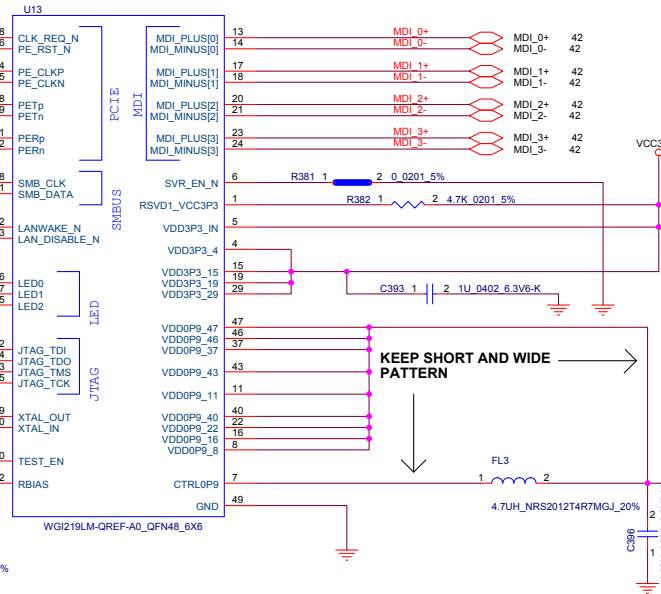 U13
CLK_REQ_N
PE_RST_N
PE_CLKP
PE_CLKN
PETp
PETn
PERp
PERn
SMB_CLK
SMB_DATA
LANWAKE_N
LAN_DISABLE_N
LED0
LED1
LED2
JTAG_TDI
JTAG_TDO
JTAG_TMS
JTAG_TCK
XTAL_OUT
XTAL_IN
TEST_EN
RBIAS
PCIE
MDI
SMBUS
LED
JTAG
MDI_PLUS[0] 13 MDI_0+ MDI_0+ 42
MDI_MINUS[0] 14 MDI_0- MDI_0- 42
MDI_PLUS[1] 17 MDI_1+ MDI_1+ 42
MDI_MINUS[1] 18 MDI_1- MDI_1- 42
MDI_PLUS[2] 20 MDI_2+ MDI_2+ 42
MDI_MINUS[2] 21 MDI_2- MDI_2- 42
MDI_PLUS[3] 23 MDI_3+ MDI_3+ 42
MDI_MINUS[3] 24 MDI_3- MDI_3- 42
VCC3
SVR_EN_N 6 R381 1 2 0_0201_5%
RSVD1_VCC3P3 1 R382 1 2 4.7K_0201_5%
VDD3P3_IN 5
VDD3P3_4 4
VDD3P3_15 15
VDD3P3_19 19
VDD3P3_29 29
C393 1 2 1U_0402_6.3V6-K
VDD0P9_47 47
VDD0P9_46 46
VDD0P9_37 37
VDD0P9_43 43
VDD0P9_11 11
VDD0P9_40 40
VDD0P9_22 22
VDD0P9_16 16
VDD0P9_8 8
KEEP SHORT AND WIDE
PATTERN
CTRL0P9 7
FL3
1 2
4.7UH_NRS2012T4R7MGJ_20%
GND 49
C396
2
1
WGI219LM-QREF-A0_QFN48_6X6
%